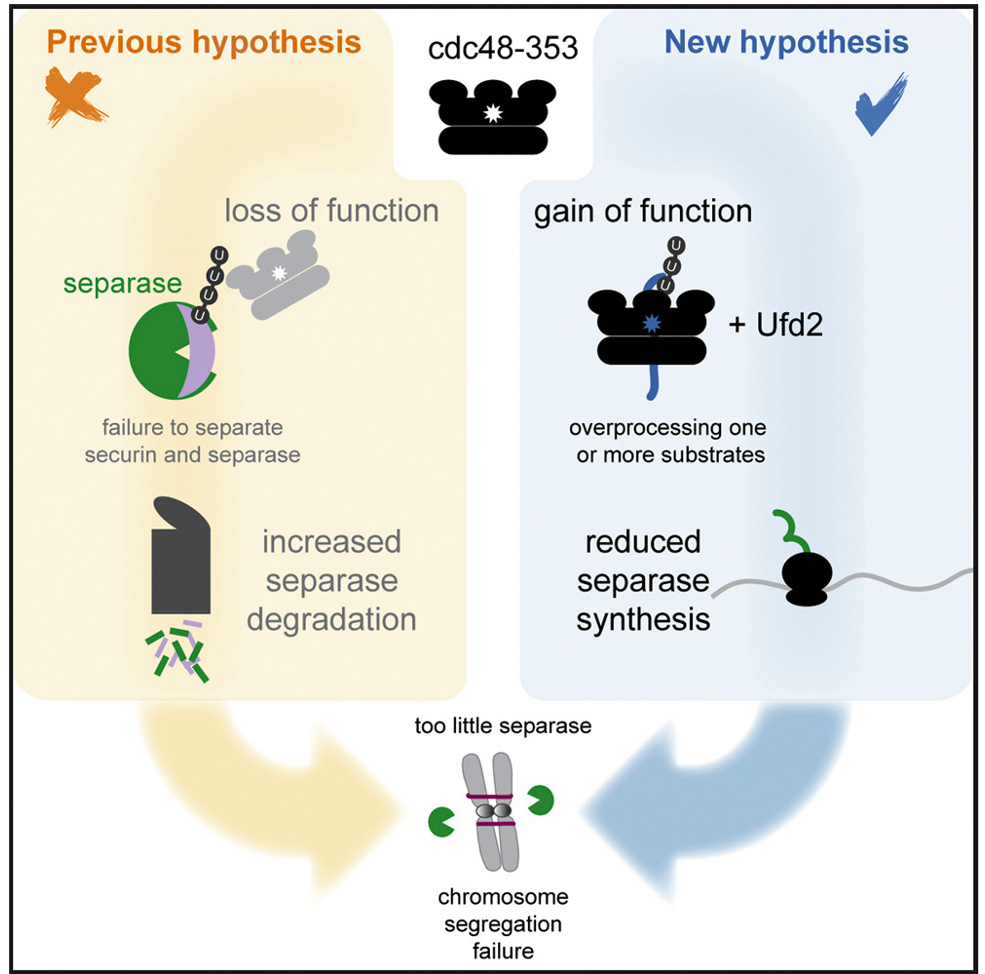 Previous hypothesis
cdc48-353
New hypothesis
loss of function
separase
U
U
U
U
failure to separate
securin and separase
increased
separase
degradation
gain of function
U
U
U
+ Ufd2
overprocessing one
or more substrates
reduced
separase
synthesis
too little separase
chromosome
segregation
failure